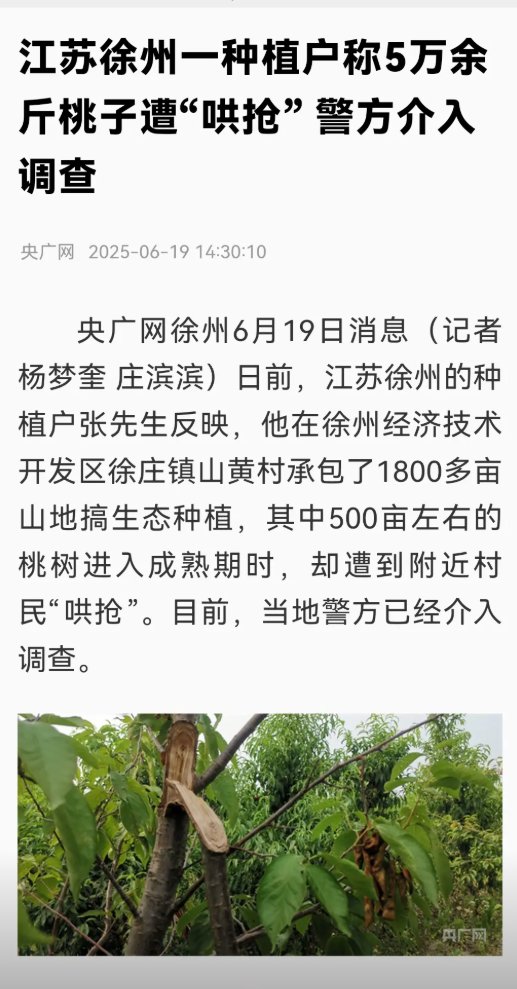 江苏徐州一种植户称5万余
斤桃子遭“哄抢” 警方介入
调查
央广网 2025-06-19 14:30:10
央广网徐州6月19日消息（记者
杨梦奎 庄滨滨）日前，江苏徐州的种
植户张先生反映，他在徐州经济技术
开发区徐庄镇山黄村承包了1800多亩
山地搞生态种植，其中500亩左右的
桃树进入成熟期时，却遭到附近村
民“哄抢”。目前，当地警方已经介入
调查。
央广网